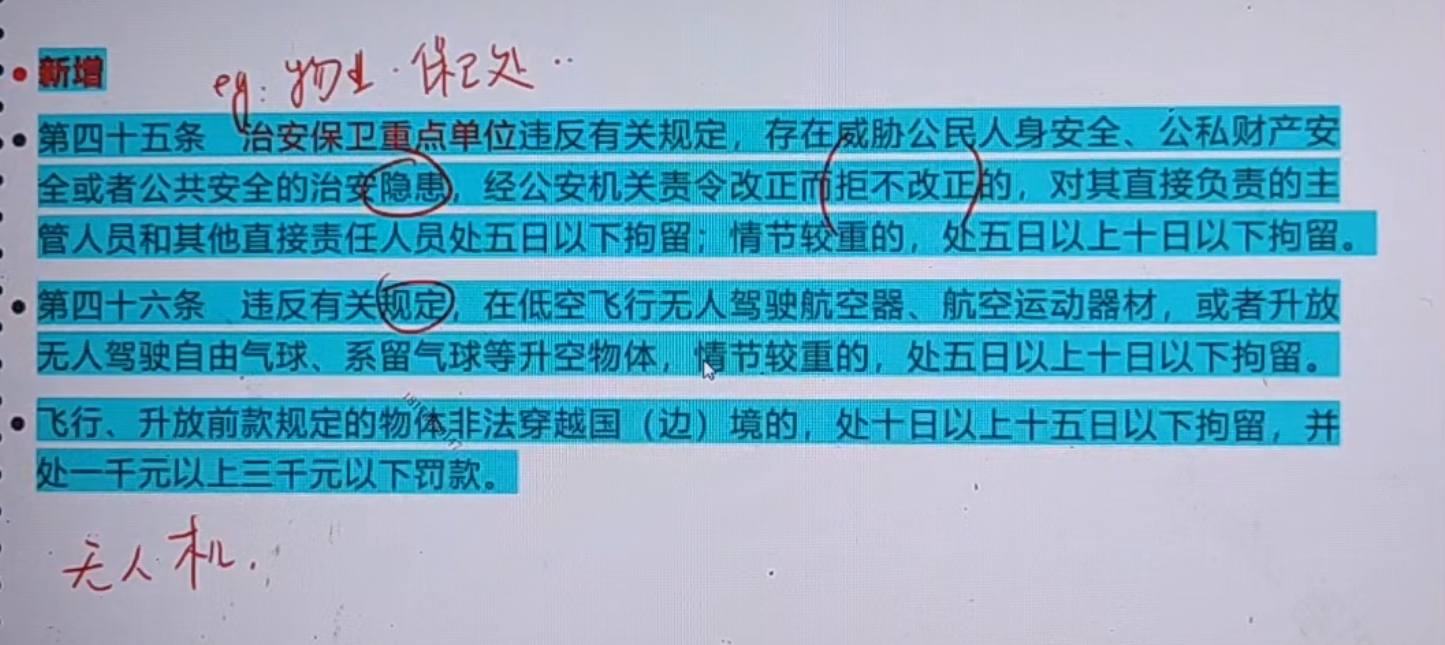 新增
eg: 物业·保卫处··
第四十五条 治安保卫重点单位违反有关规定，存在威胁公民人身安全、公私财产安
全或者公共安全的治安隐患，经公安机关责令改正而拒不改正的，对其直接负责的主
管人员和其他直接责任人员处五日以下拘留；情节较重的，处五日以上十日以下拘留。
第四十六条 违反有关规定，在低空飞行无人驾驶航空器、航空运动器材，或者升放
无人驾驶自由气球、系留气球等升空物体，情节较重的，处五日以上十日以下拘留。
飞行、升放前款规定的物体非法穿越国（边）境的，处十日以上十五日以下拘留，并
处一千元以上三千元以下罚款。
无人机.